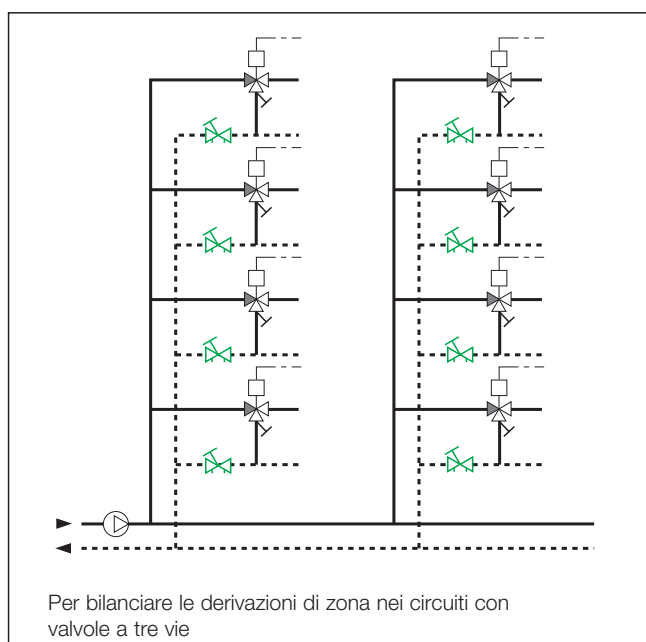 Per bilanciare le derivazioni di zona nei circuiti con
valvole a tre vie